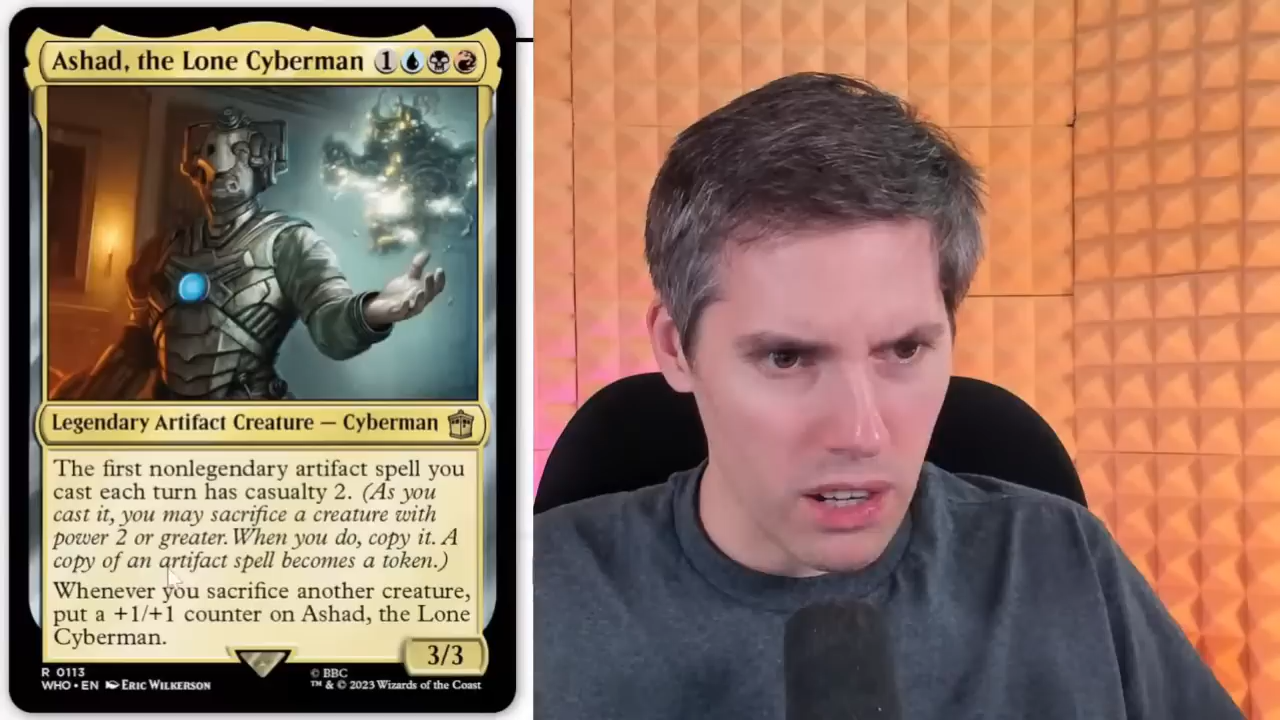 Ashad, the Lone Cyberman 1
Legendary Artifact Creature — Cyberman
The first nonlegendary artifact spell you
cast each turn has casualty 2. (As you
cast it, you may sacrifice a creature with
power 2 or greater. When you do, copy it. A
copy of an artifact spell becomes a token.)
Whenever you sacrifice another creature,
put a +1/+1 counter on Ashad, the Lone
Cyberman.
3/3
R 0113
WHO • EN Eric Wilkerson
© BBC
™ & © 2023 Wizards of the Coast